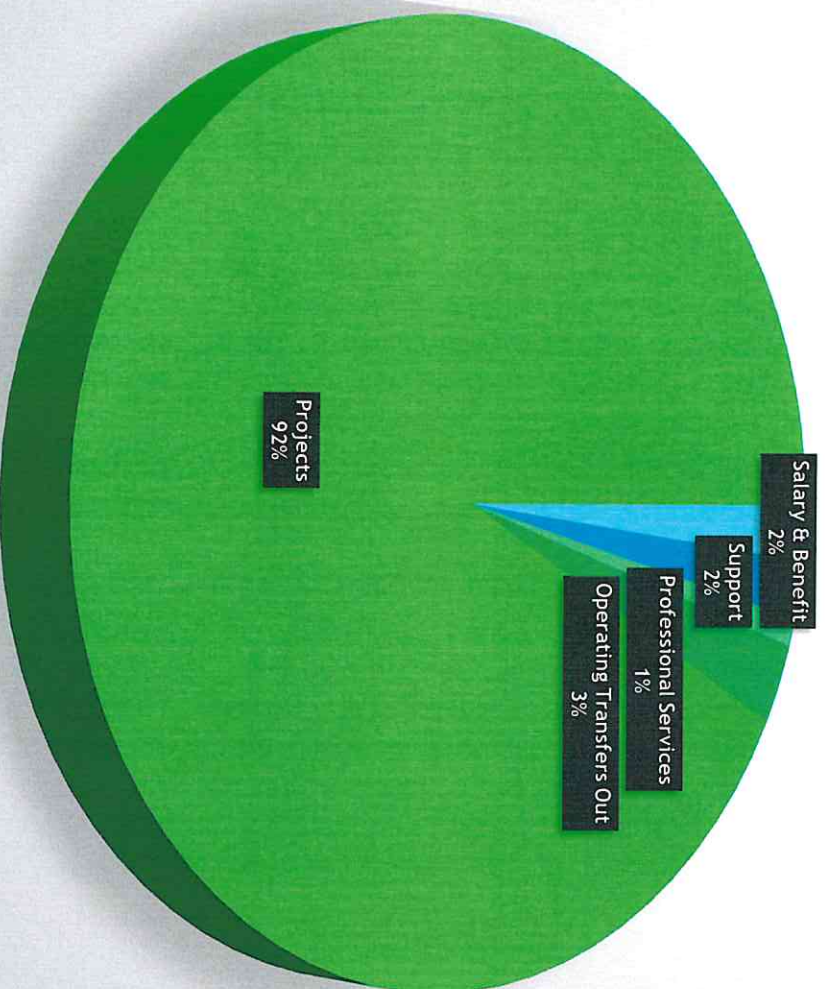 Salary & Benefit
2%
Support
2%
Professional Services
1%
Operating Transfers Out
3%
Projects
92%